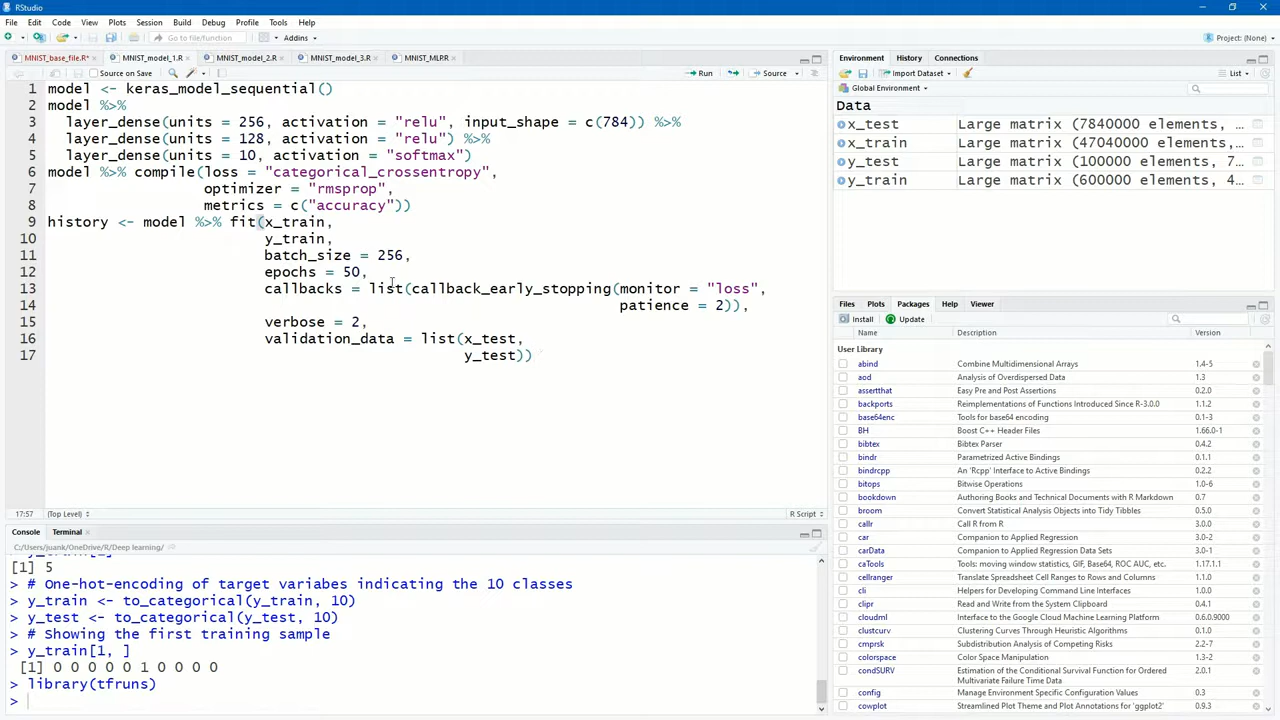 RStudio
File Edit Code View Plots Session Build Debug Profile Tools Help
Go to file/function Addins Project: (None)
MNIST_base_file.R* MNIST_model_1.R MNIST_model_2.R MNIST_model_3.R MNIST_MLRR
Source on Save Run Source
1 model <- keras_model_sequential()
2 model %>%
3 layer_dense(units = 256, activation = "relu", input_shape = c(784)) %>%
4 layer_dense(units = 128, activation = "relu") %>%
5 layer_dense(units = 10, activation = "softmax")
6 model %>% compile(loss = "categorical_crossentropy",
7 optimizer = "rmsprop",
8 metrics = c("accuracy"))
9 history <- model %>% fit(x_train,
10 y_train,
11 batch_size = 256,
12 epochs = 50,
13 callbacks = list(callback_early_stopping(monitor = "loss",
14 patience = 2)),
15 verbose = 2,
16 validation_data = list(x_test,
17 y_test))
17:57 (Top Level) R Script
Console Terminal
C:/Users/juank/OneDrive/R/Deep learning/
[1] 5
> # One-hot-encoding of target variabes indicating the 10 classes
> y_train <- to_categorical(y_train, 10)
> y_test <- to_categorical(y_test, 10)
> # Showing the first training sample
> y_train[1, ]
[1] 0 0 0 0 0 1 0 0 0 0
> library(tfruns)
>
Environment History Connections
Import Dataset List
Global Environment
Data
x_test Large matrix (7840000 elements, …
x_train Large matrix (47040000 elements,…
y_test Large matrix (100000 elements, 7…
y_train Large matrix (600000 elements, 4…
Files Plots Packages Help Viewer
Install Update
Name Description Version
User Library
abind Combine Multidimensional Arrays 1.4-5
aod Analysis of Overdispersed Data 1.3
assertthat Easy Pre and Post Assertions 0.2.0
backports Reimplementations of Functions Introduced Since R-3.0.0 1.1.2
base64enc Tools for base64 encoding 0.1-3
BH Boost C++ Header Files 1.66.0-1
bibtex Bibtex Parser 0.4.2
bindr Parametrized Active Bindings 0.1.1
bindrcpp An 'Rcpp' Interface to Active Bindings 0.2.2
bitops Bitwise Operations 1.0-6
bookdown Authoring Books and Technical Documents with R Markdown 0.7
broom Convert Statistical Analysis Objects into Tidy Tibbles 0.5.0
callr Call R from R 3.0.0
car Companion to Applied Regression 3.0-2
carData Companion to Applied Regression Data Sets 3.0-1
caTools Tools: moving window statistics, GIF, Base64, ROC AUC, etc. 1.17.1.1
cellranger Translate Spreadsheet Cell Ranges to Rows and Columns 1.1.0
cli Helpers for Developing Command Line Interfaces 1.0.0
clipr Read and Write from the System Clipboard 0.4.1
cloudml Interface to the Google Cloud Machine Learning Platform 0.6.0.9000
clustcurv Clustering Curves Through Heuristic Algorithms 0.1.0
cmprsk Subdistribution Analysis of Competing Risks 2.2-7
colorspace Color Space Manipulation 1.3-2
condSURV Estimation of the Conditional Survival Function for Ordered Multivariate Failure Time Data 2.0.1
config Manage Environment Specific Configuration Values 0.3
cowplot Streamlined Plot Theme and Plot Annotations for 'ggplot2' 0.9.3